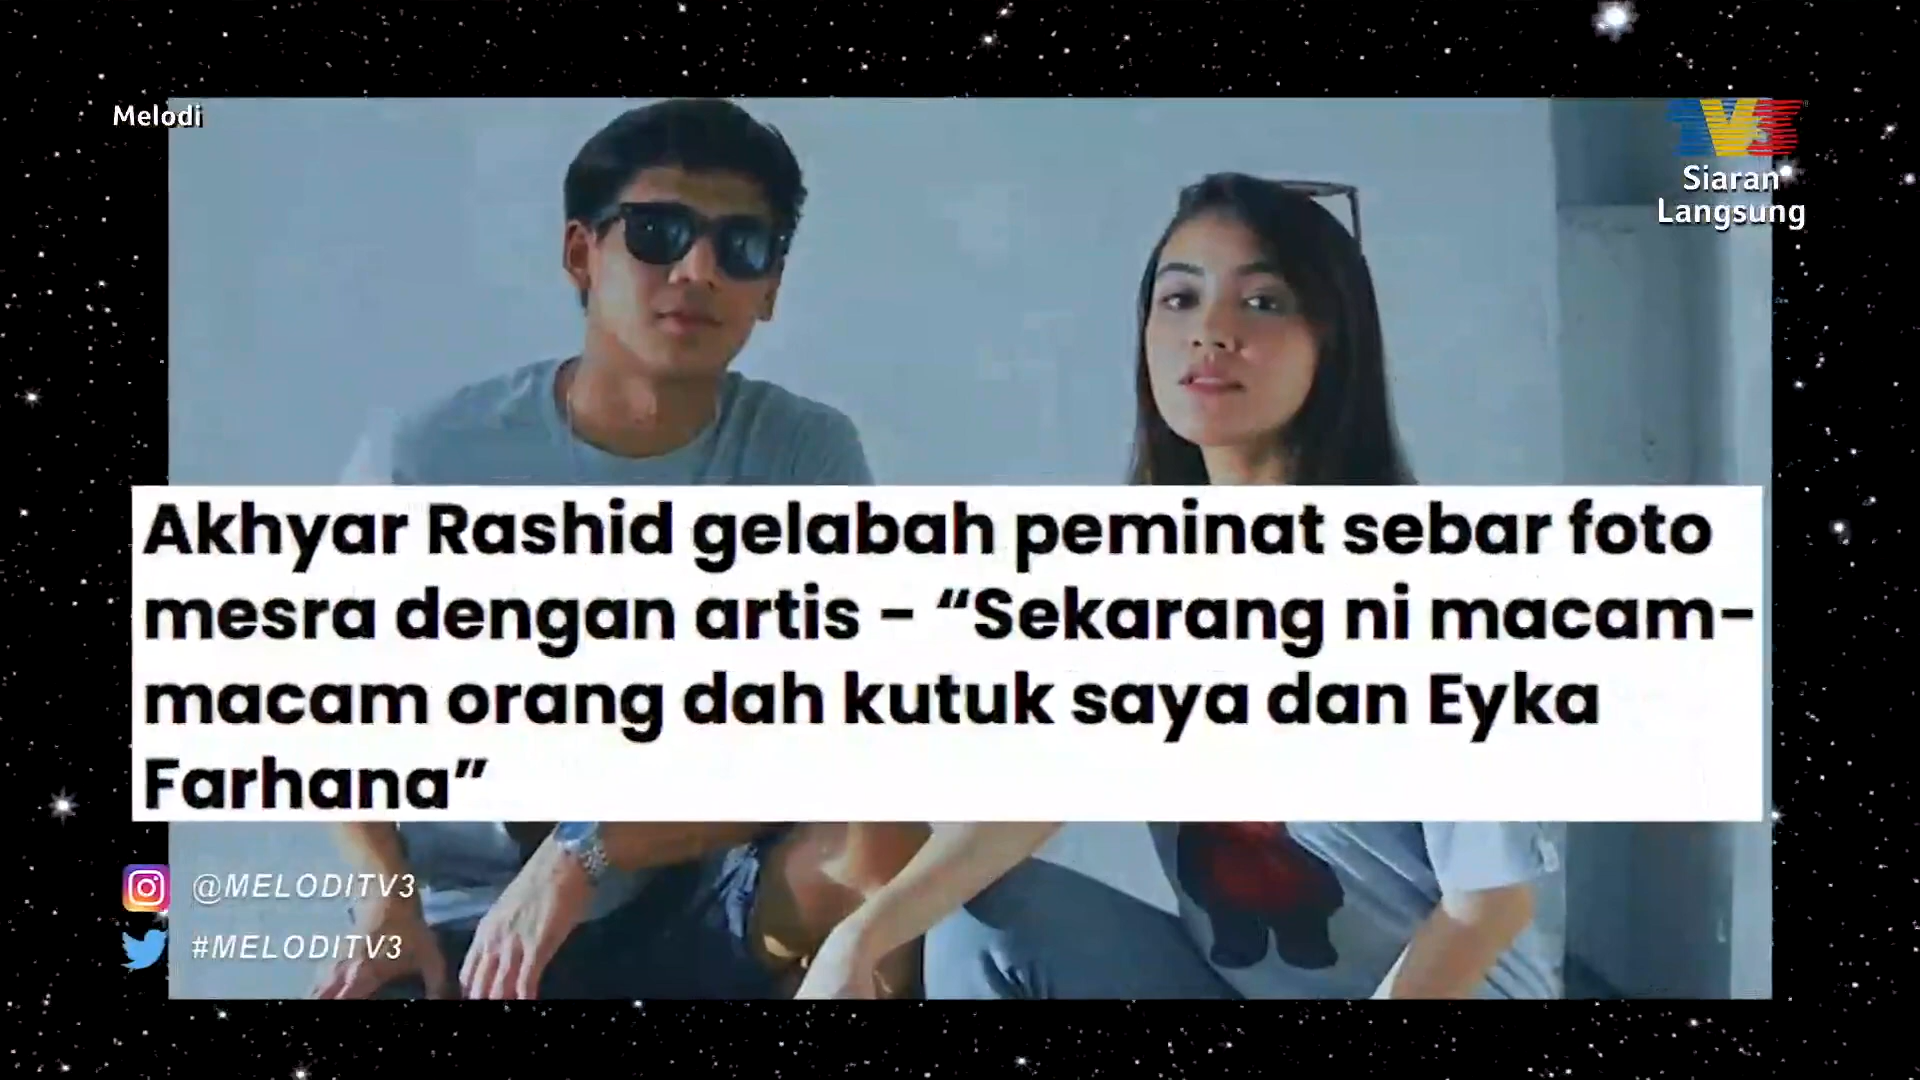 Melodi
TV3
Siaran
Langsung
Akhyar Rashid gelabah peminat sebar foto
mesra dengan artis – “Sekarang ni macam-
macam orang dah kutuk saya dan Eyka
Farhana”
@MELODITV3
#MELODITV3